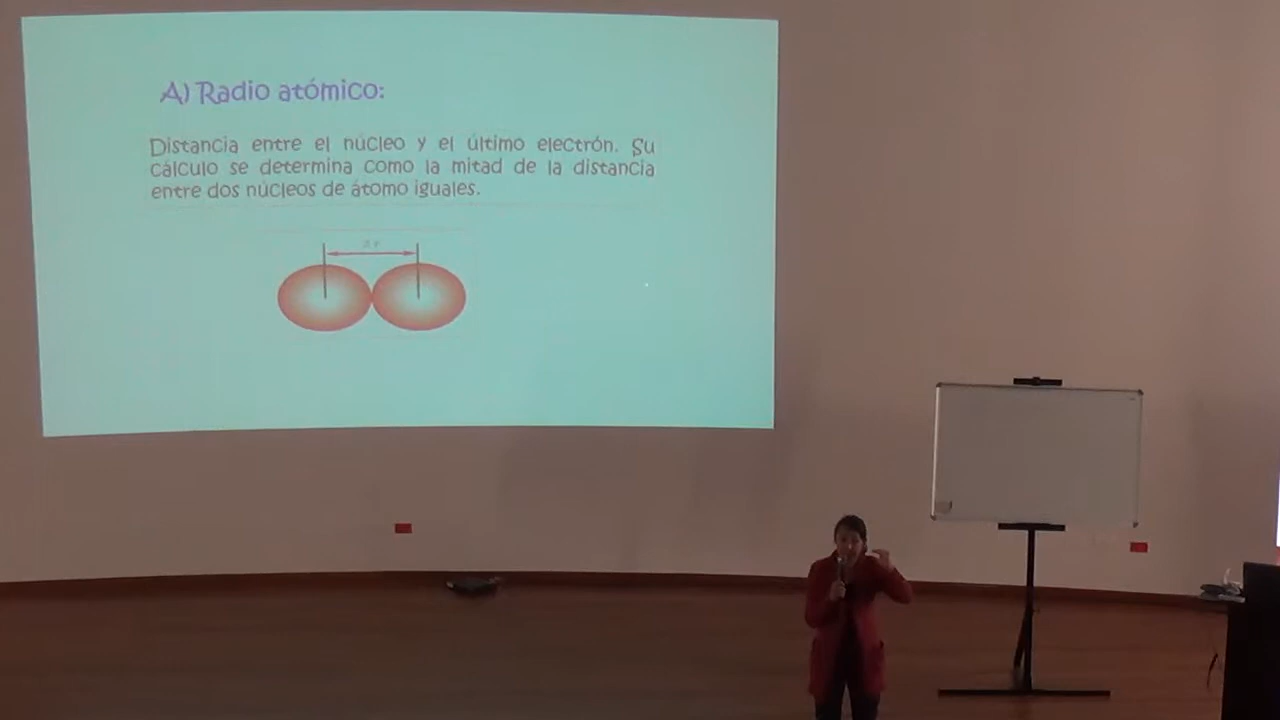 A) Radio atómico:
Distancia entre el núcleo y el último electrón. Su
cálculo se determina como la mitad de la distancia
entre dos núcleos de átomo iguales.
2 r